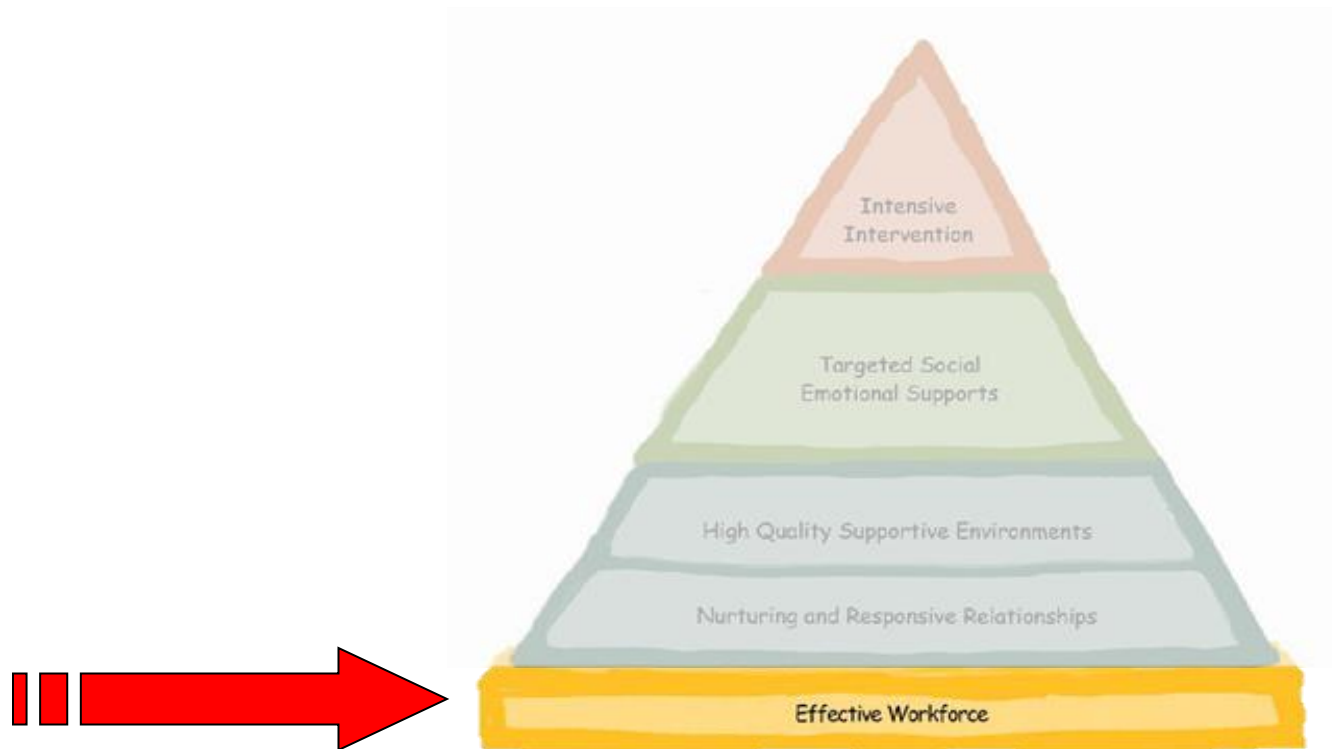 Intensive
Intervention
Targeted Social
Emotional Supports
High Quality Supportive Environments
Nurturing and Responsive Relationships
Effective Workforce